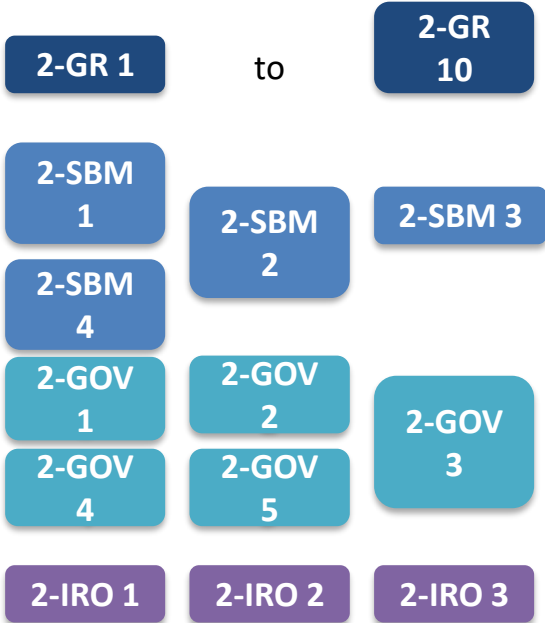 2-GR 1
to
2-GR
10
2-SBM
1
2-SBM
2
2-SBM 3
2-SBM
4
2-GOV
1
2-GOV
2
2-GOV
3
2-GOV
4
2-GOV
5
2-IRO 1
2-IRO 2
2-IRO 3